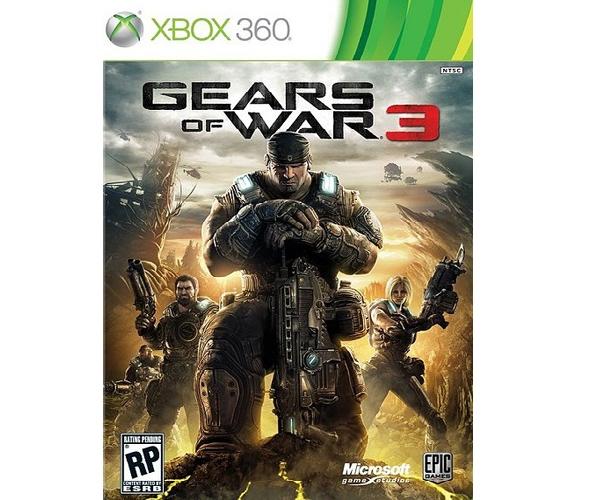 XBOX 360
NTSC
GEARS
OF WAR 3
RATING PENDING
RP
CONTENT RATED BY
ESRB
Microsoft
game studios
EPIC
GAMES